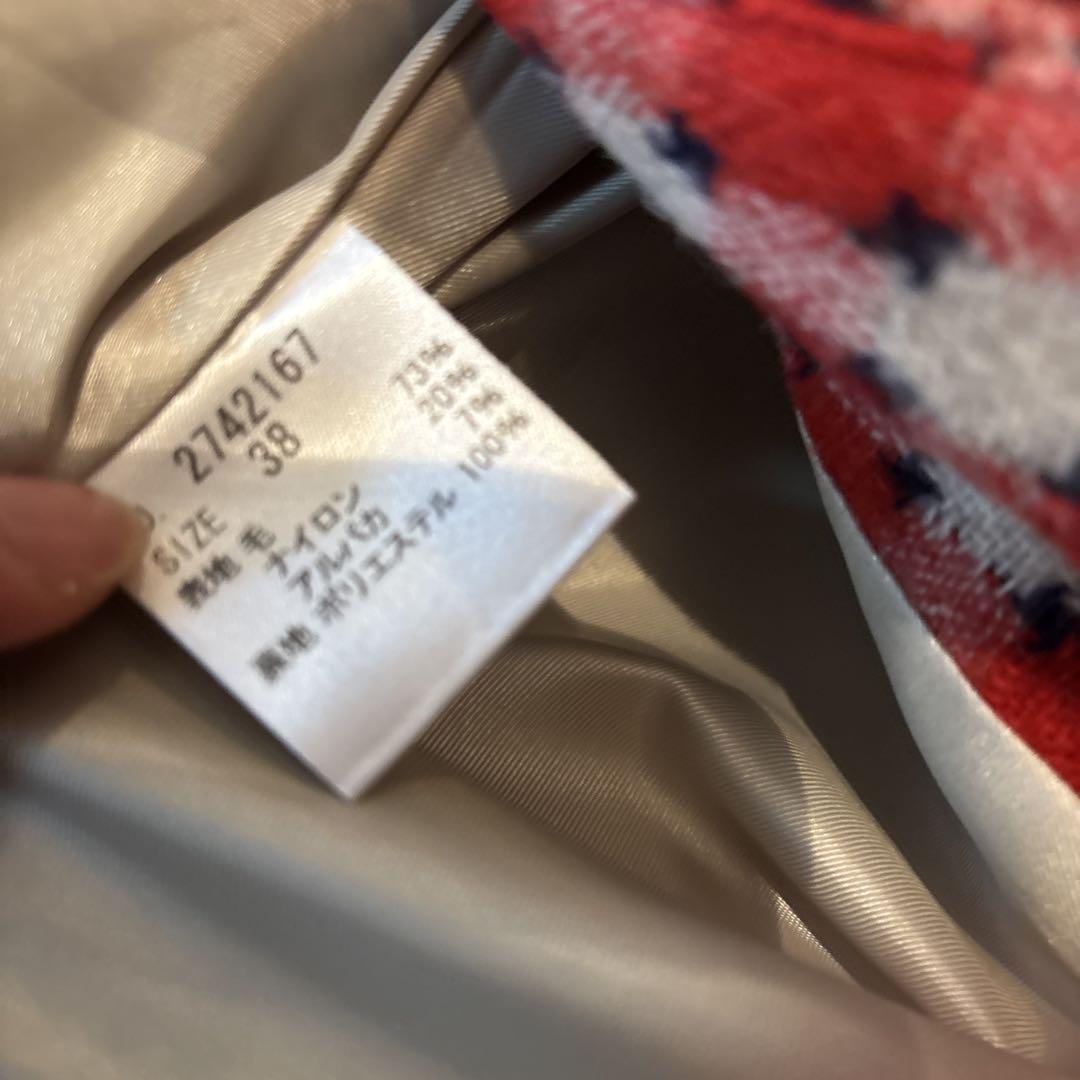 2742167
SIZE 38
表地 毛 73%
ナイロン 20%
アルパカ 7%
裏地 ポリエステル 100%